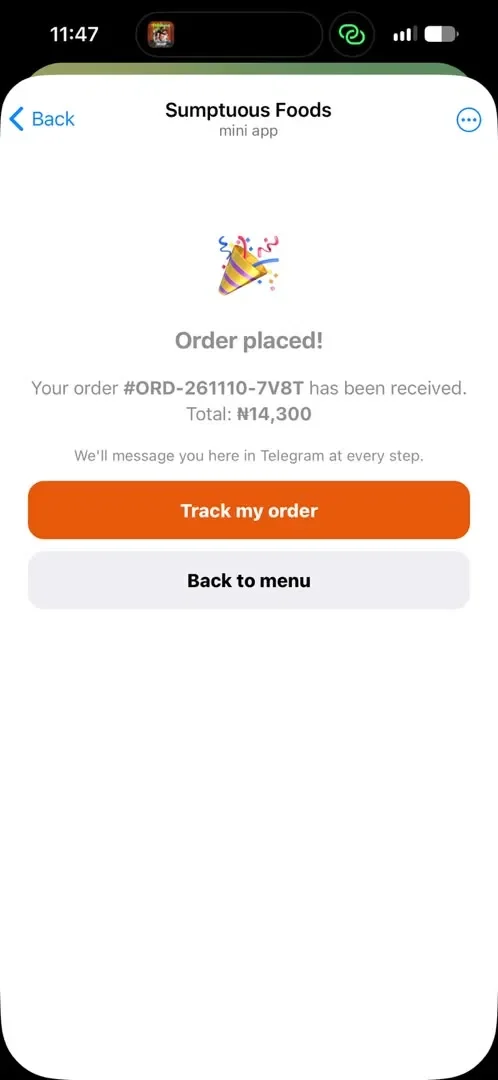 11:47
Back
Sumptuous Foods
mini app
Order placed!
Your order #ORD-261110-7V8T has been received.
Total: ₦14,300
We'll message you here in Telegram at every step.
Track my order
Back to menu